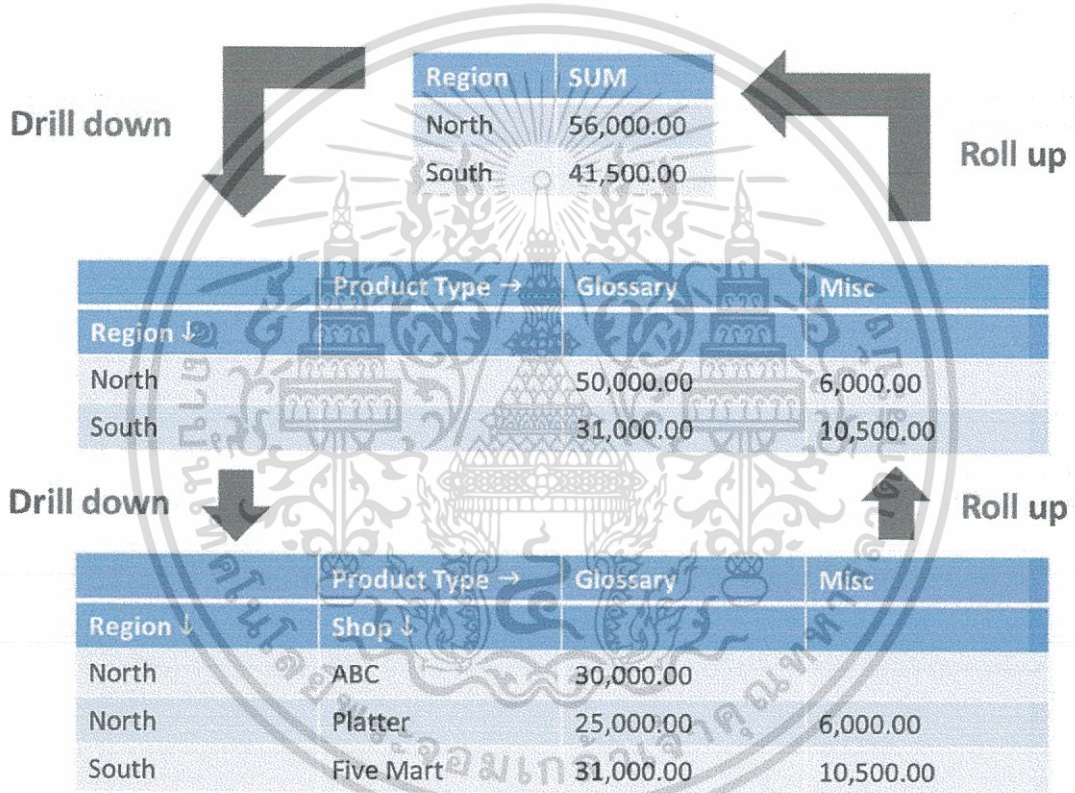 Region SUM
Drill down
North 56,000.00
Roll up
South 41,500.00
Product Type → Glossary Misc
Region ↓
North 50,000.00 6,000.00
South 31,000.00 10,500.00
Drill down
Roll up
Product Type → Glossary Misc
Region ↓ Shop ↓
North ABC 30,000.00
North Platter 25,000.00 6,000.00
South Five Mart 31,000.00 10,500.00